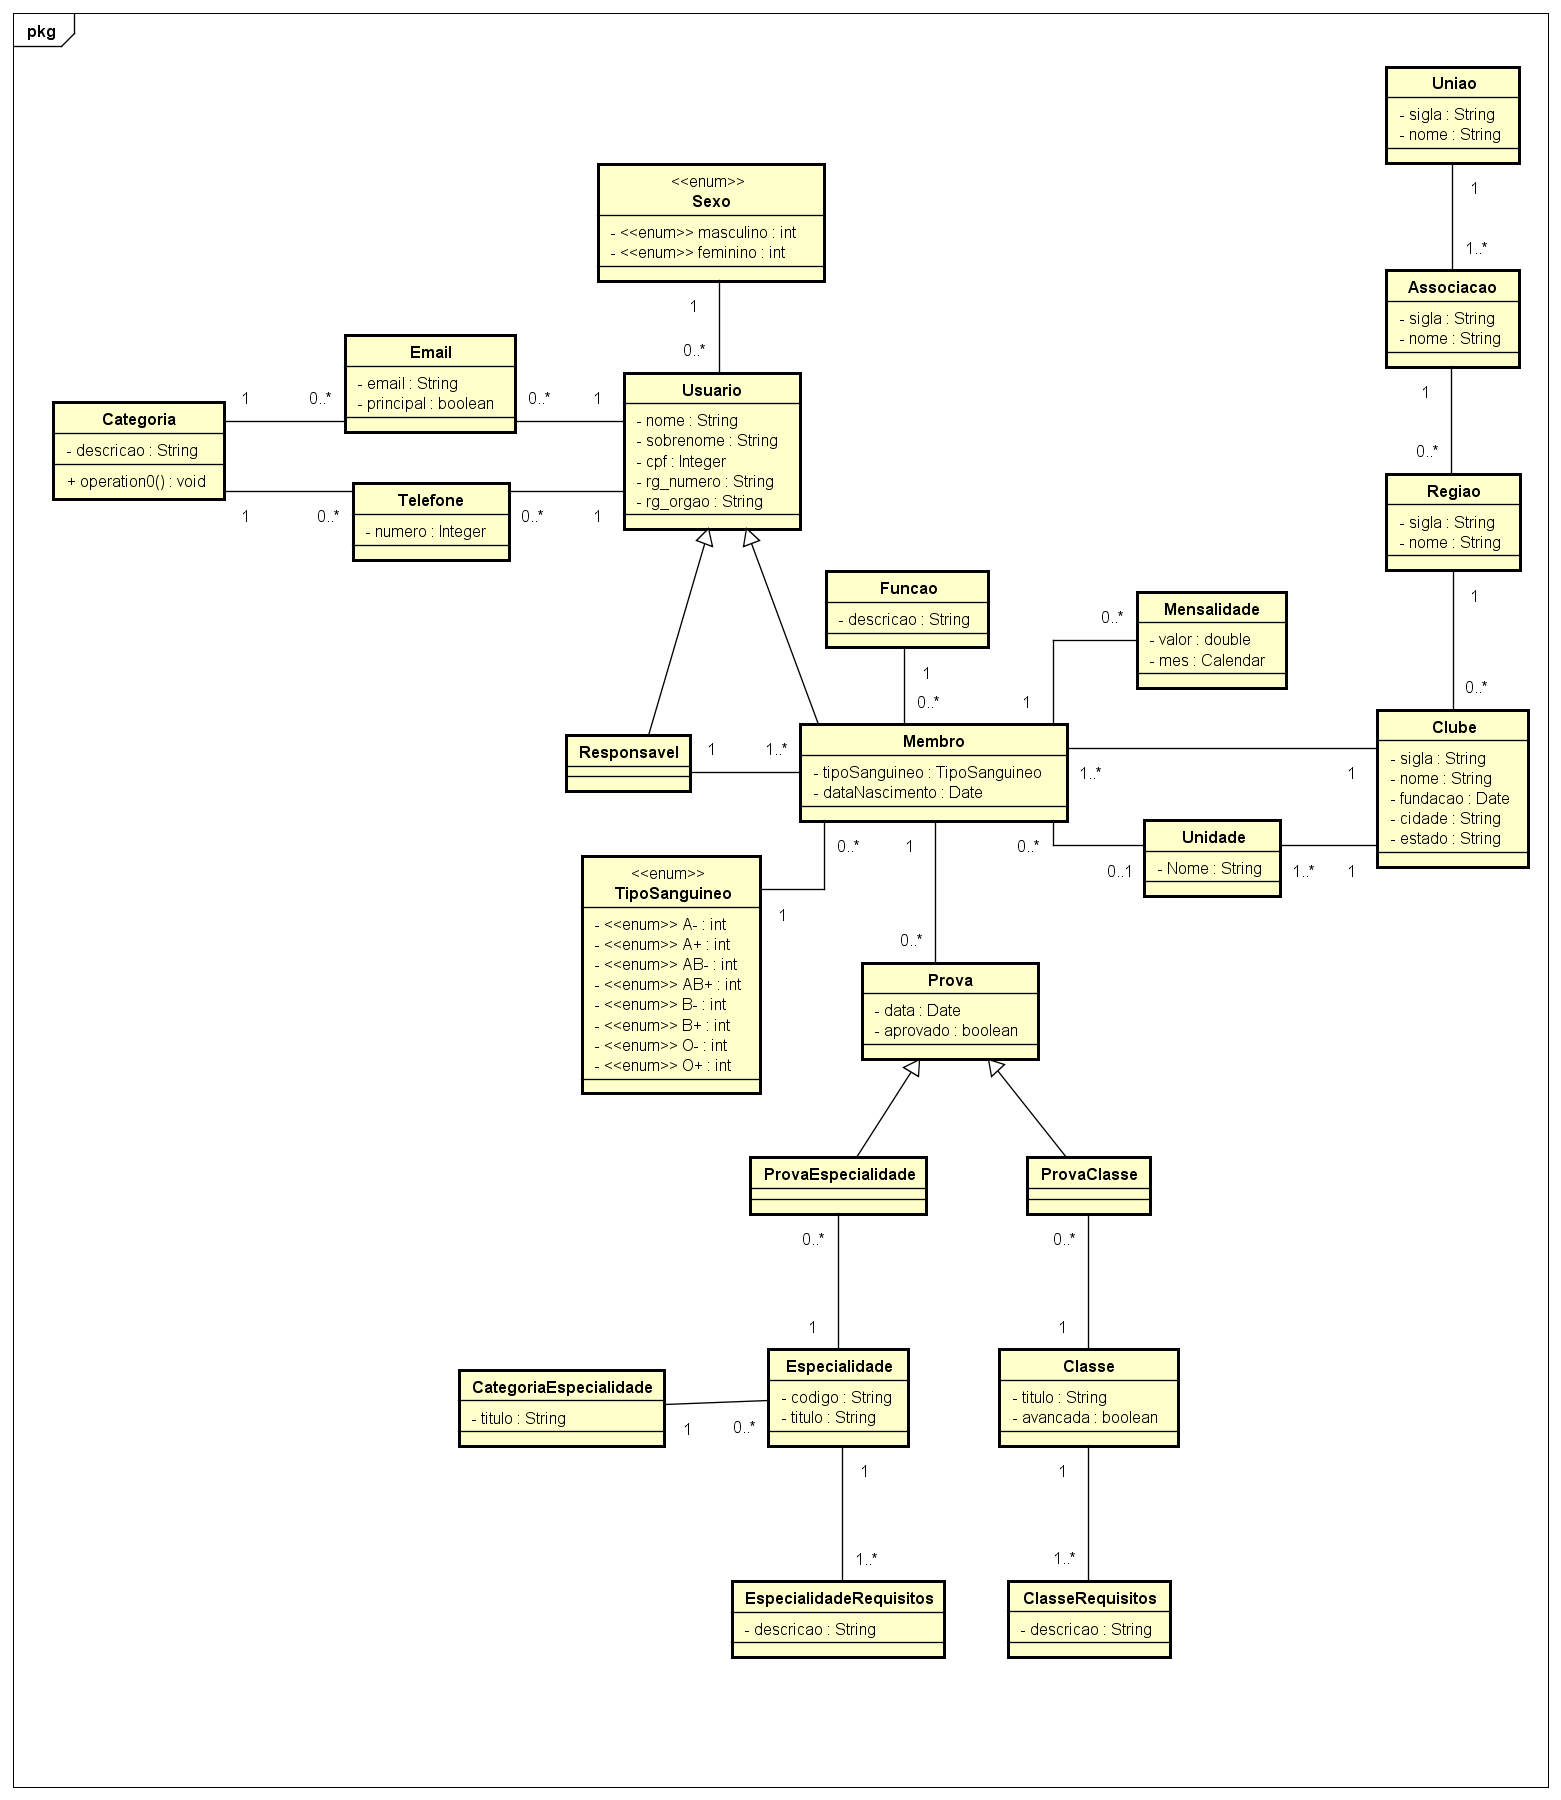 pkg
Uniao
- sigla : String
- nome : String
1
1..*
<<enum>>
Sexo
- <<enum>> masculino : int
- <<enum>> feminino : int
1
0..*
Associacao
- sigla : String
- nome : String
1
0..*
Email
- email : String
- principal : boolean
1
0..*
0..*
1
Categoria
- descricao : String
+ operation0() : void
1
0..*
0..*
1
Telefone
- numero : Integer
Usuario
- nome : String
- sobrenome : String
- cpf : Integer
- rg_numero : String
- rg_orgao : String
Regiao
- sigla : String
- nome : String
1
0..*
Funcao
- descricao : String
1
0..*
Mensalidade
- valor : double
- mes : Calendar
0..*
1
Responsavel
1
1..*
Membro
- tipoSanguineo : TipoSanguineo
- dataNascimento : Date
1..*
1
Clube
- sigla : String
- nome : String
- fundacao : Date
- cidade : String
- estado : String
Unidade
- Nome : String
0..*
0..1
1..*
1
0..*
1
<<enum>>
TipoSanguineo
- <<enum>> A- : int
- <<enum>> A+ : int
- <<enum>> AB- : int
- <<enum>> AB+ : int
- <<enum>> B- : int
- <<enum>> B+ : int
- <<enum>> O- : int
- <<enum>> O+ : int
1
0..*
Prova
- data : Date
- aprovado : boolean
ProvaEspecialidade
ProvaClasse
0..*
0..*
1
1
Especialidade
- codigo : String
- titulo : String
Classe
- titulo : String
- avancada : boolean
CategoriaEspecialidade
- titulo : String
1
0..*
1
1
1..*
1..*
EspecialidadeRequisitos
- descricao : String
ClasseRequisitos
- descricao : String